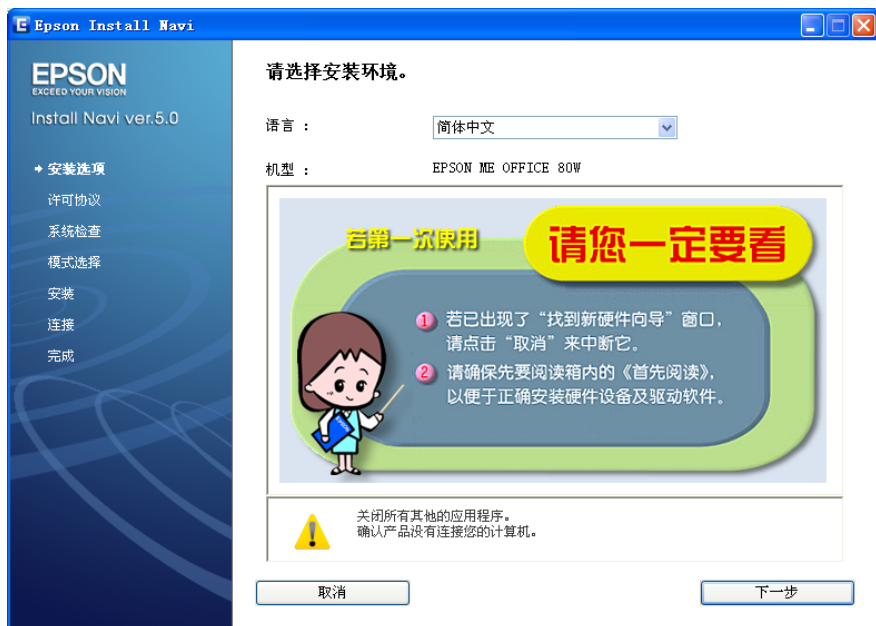 Epson Install Navi
EPSON
EXCEED YOUR VISION
Install Navi ver.5.0
安装选项
许可协议
系统检查
模式选择
安装
连接
完成
请选择安装环境。
语言 :
简体中文
机型 :
EPSON ME OFFICE 80W
若第一次使用
请您一定要看
1 若已出现了“找到新硬件向导”窗口，
请点击“取消”来中断它。
2 请确保先要阅读箱内的《首先阅读》，
以便于正确安装硬件设备及驱动软件。
关闭所有其他的应用程序。
确认产品没有连接您的计算机。
取消
下一步